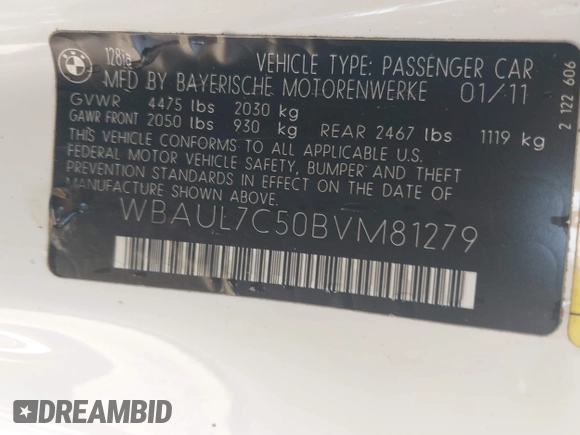 BMW
128ia VEHICLE TYPE: PASSENGER CAR
MFD BY BAYERISCHE MOTORENWERKE 01/11
GVWR 4475 lbs 2030 kg
GAWR FRONT 2050 lbs 930 kg REAR 2467 lbs 1119 kg
THIS VEHICLE CONFORMS TO ALL APPLICABLE U.S.
FEDERAL MOTOR VEHICLE SAFETY, BUMPER AND THEFT
PREVENTION STANDARDS IN EFFECT ON THE DATE OF
MANUFACTURE SHOWN ABOVE.
WBAUL7C50BVM81279
2 122 606
DREAMBID